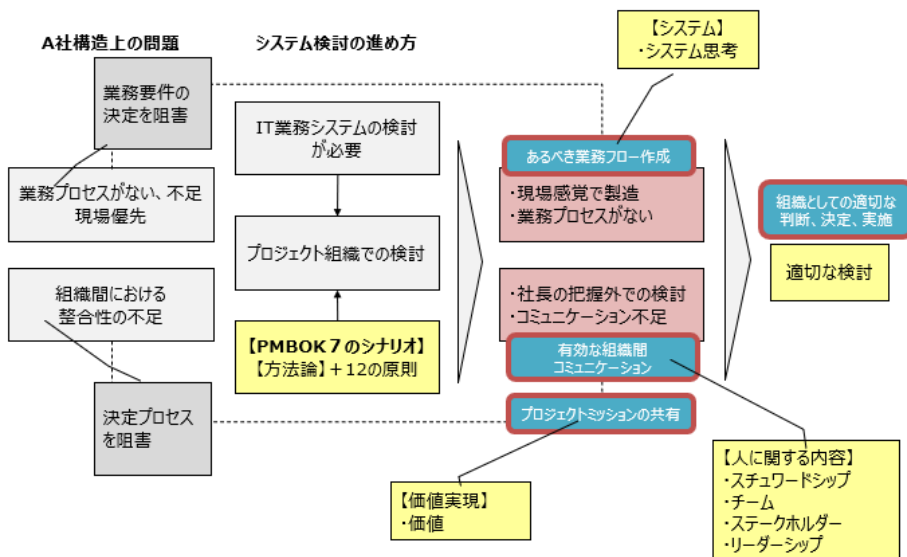 A社構造上の問題
システム検討の進め方
【システム】
・システム思考
業務要件の
決定を阻害
IT業務システムの検討
が必要
あるべき業務フロー作成
業務プロセスがない、不足
現場優先
・現場感覚で製造
・業務プロセスがない
組織としての適切な
判断、決定、実施
プロジェクト組織での検討
適切な検討
組織間における
整合性の不足
・社長の把握外での検討
・コミュニケーション不足
【PMBOK７のシナリオ】
【方法論】＋12の原則
有効な組織間
コミュニケーション
決定プロセス
を阻害
プロジェクトミッションの共有
【価値実現】
・価値
【人に関する内容】
・スチュワードシップ
・チーム
・ステークホルダー
・リーダーシップ